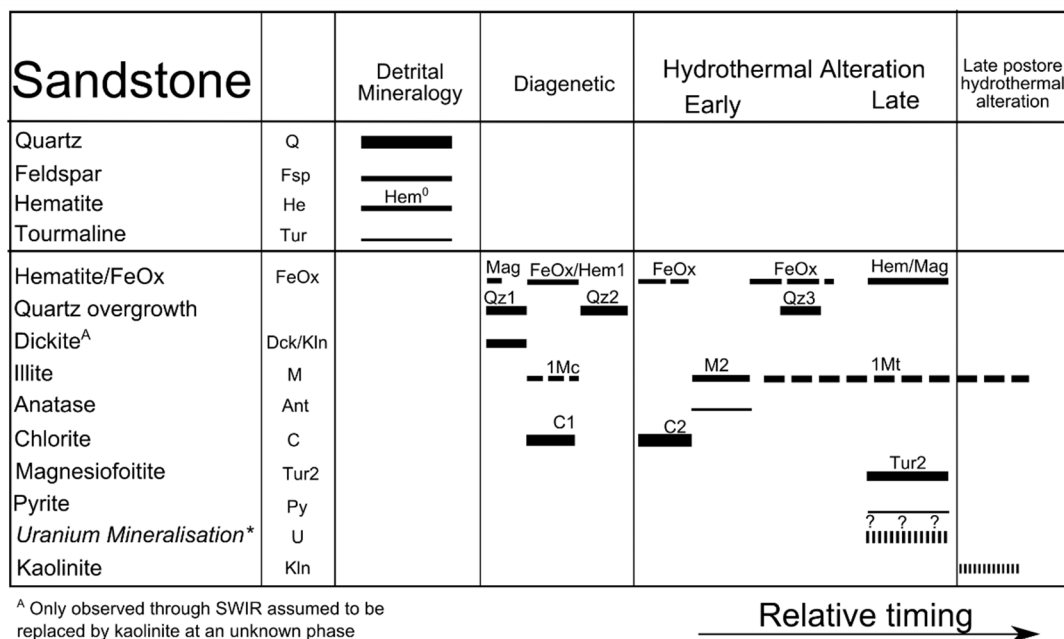 Sandstone
Detrital
Mineralogy
Diagenetic
Hydrothermal Alteration
Early Late
Late postore
hydrothermal
alteration
Quartz Q
Feldspar Fsp
Hematite He Hem⁰
Tourmaline Tur
Hematite/FeOx FeOx Mag FeOx/Hem1 FeOx FeOx Hem/Mag
Quartz overgrowth Qz1 Qz2 Qz3
Dickiteᴬ Dck/Kln
Illite M 1Mc M2 1Mt
Anatase Ant
Chlorite C C1 C2
Magnesiofoitite Tur2 Tur2
Pyrite Py
Uranium Mineralisation* U ? ? ?
Kaolinite Kln
ᴬ Only observed through SWIR assumed to be
replaced by kaolinite at an unknown phase
Relative timing